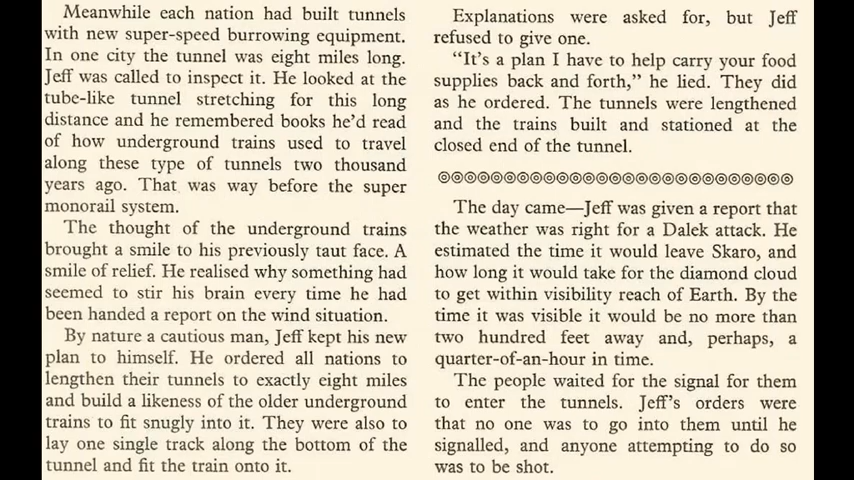 Meanwhile each nation had built tunnels
with new super-speed burrowing equipment.
In one city the tunnel was eight miles long.
Jeff was called to inspect it. He looked at the
tube-like tunnel stretching for this long
distance and he remembered books he'd read
of how underground trains used to travel
along these type of tunnels two thousand
years ago. That was way before the super
monorail system.
The thought of the underground trains
brought a smile to his previously taut face. A
smile of relief. He realised why something had
seemed to stir his brain every time he had
been handed a report on the wind situation.
By nature a cautious man, Jeff kept his new
plan to himself. He ordered all nations to
lengthen their tunnels to exactly eight miles
and build a likeness of the older underground
trains to fit snugly into it. They were also to
lay one single track along the bottom of the
tunnel and fit the train onto it.
Explanations were asked for, but Jeff
refused to give one.
“It's a plan I have to help carry your food
supplies back and forth,” he lied. They did
as he ordered. The tunnels were lengthened
and the trains built and stationed at the
closed end of the tunnel.
The day came—Jeff was given a report that
the weather was right for a Dalek attack. He
estimated the time it would leave Skaro, and
how long it would take for the diamond cloud
to get within visibility reach of Earth. By the
time it was visible it would be no more than
two hundred feet away and, perhaps, a
quarter-of-an-hour in time.
The people waited for the signal for them
to enter the tunnels. Jeff's orders were
that no one was to go into them until he
signalled, and anyone attempting to do so
was to be shot.